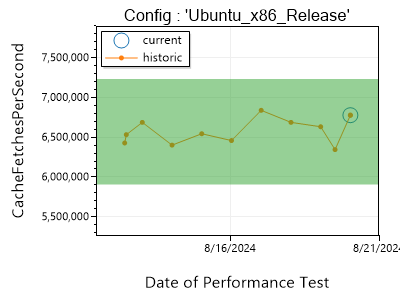 Config : 'Ubuntu_x86_Release'
current
historic
7,500,000
7,000,000
6,500,000
6,000,000
5,500,000
CacheFetchesPerSecond
8/16/2024
8/21/2024
Date of Performance Test